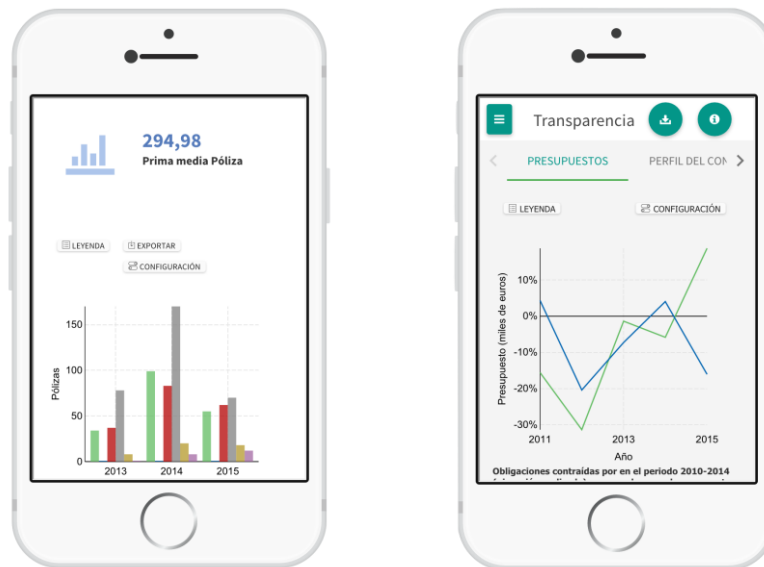 294,98
Prima media Póliza
LEYENDA
EXPORTAR
CONFIGURACIÓN
Pólizas
150
100
50
0
2013 2014 2015
Transparencia
PRESUPUESTOS
PERFIL DEL CON
LEYENDA
CONFIGURACIÓN
Presupuesto (miles de euros)
10%
0%
-10%
-20%
-30%
2011 2013 2015
Año
Obligaciones contraídas por en el periodo 2010-2014